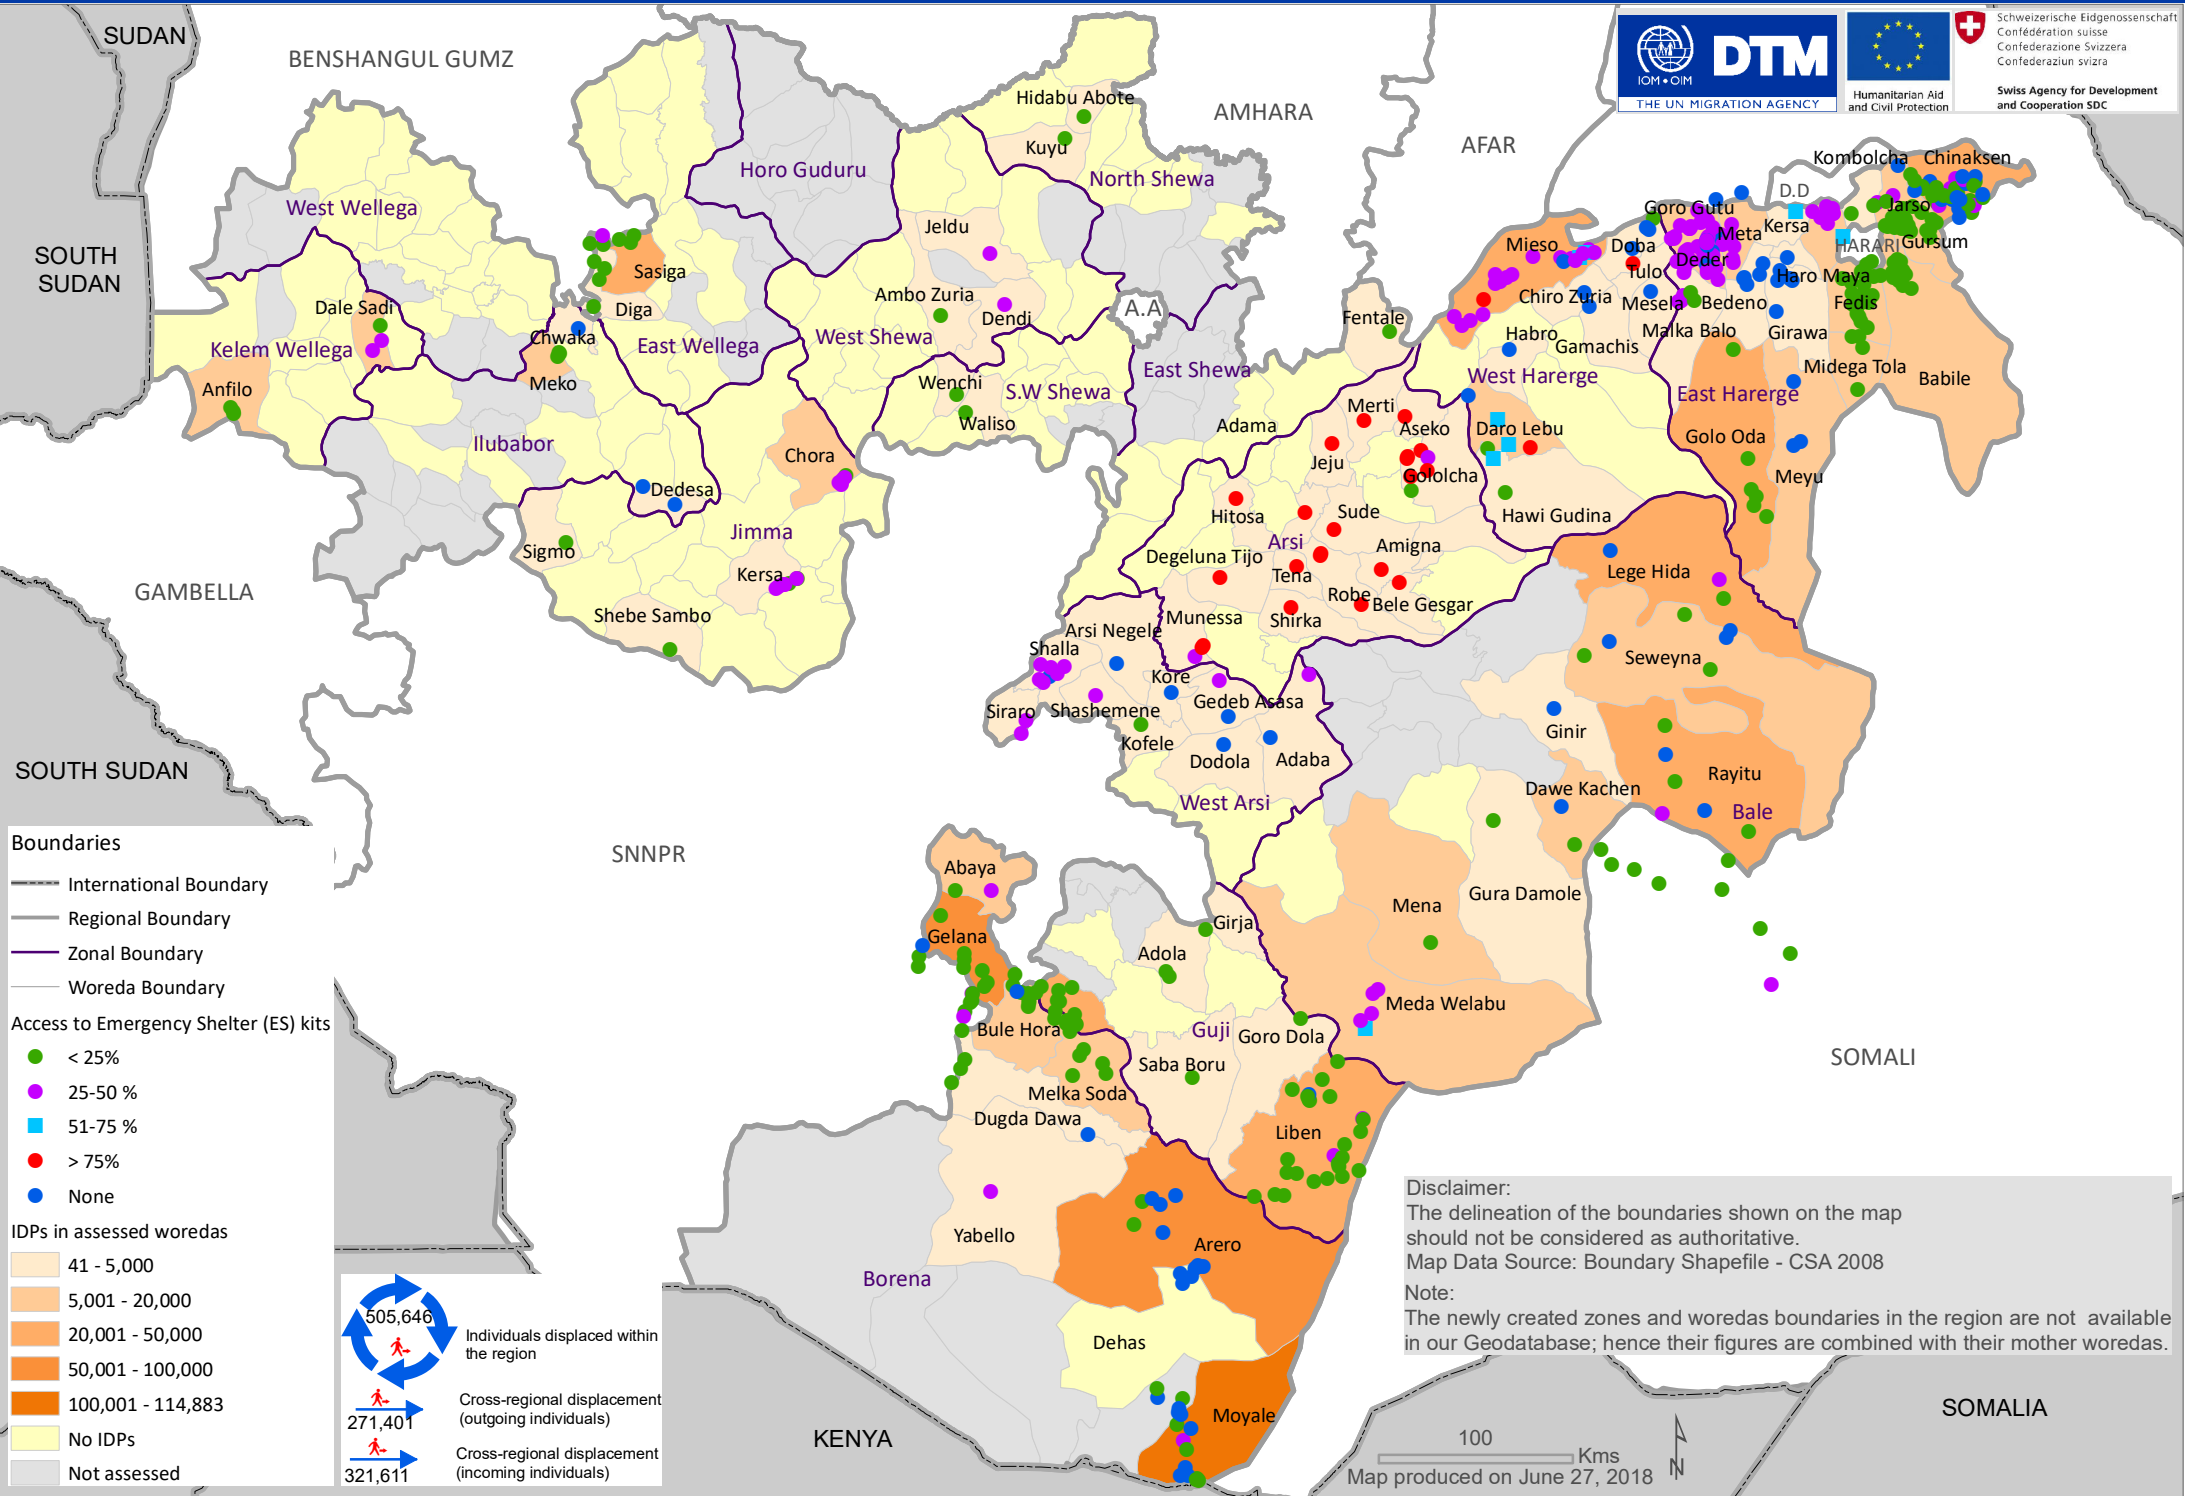 SUDAN
BENSHANGUL GUMZ
AMHARA
AFAR
IOM • OIM
DTM
THE UN MIGRATION AGENCY
Humanitarian Aid
and Civil Protection
Schweizerische Eidgenossenschaft
Confédération suisse
Confederazione Svizzera
Confederaziun svizra
Swiss Agency for Development
and Cooperation SDC
Hidabu Abote
Kuyu
North Shewa
Horo Guduru
West Wellega
SOUTH
SUDAN
Jeldu
Sasiga
Diga
Ambo Zuria
Dendi
A.A
Dale Sadi
Kelem Wellega
Chwaka
Meko
East Wellega
West Shewa
Anfilo
Wenchi
S.W Shewa
Waliso
East Shewa
Ilubabor
Chora
Dedesa
Jimma
Sigmo
Kersa
Shebe Sambo
GAMBELLA
Kombolcha
Chinaksen
D.D
Goro Gutu
Kersa
Jarso
Meta
Mieso
Doba
HARARI
Gursum
Tulo
Deder
Haro Maya
Chiro Zuria
Mesela
Bedeno
Fedis
Fentale
Habro
Malka Balo
Girawa
Gamachis
Midega Tola
Babile
West Harerge
East Harerge
Merti
Adama
Aseko
Daro Lebu
Golo Oda
Jeju
Gololcha
Meyu
Hitosa
Sude
Hawi Gudina
Arsi
Amigna
Degeluna Tijo
Tena
Lege Hida
Robe
Bele Gesgar
Munessa
Shirka
Arsi Negele
Shalla
Seweyna
Kore
Gedeb Asasa
Siraro
Shashemene
Kofele
Ginir
Dodola
Adaba
Rayitu
Dawe Kachen
West Arsi
Bale
SOUTH SUDAN
SNNPR
Abaya
Gelana
Girja
Mena
Gura Damole
Adola
Meda Welabu
Bule Hora
Guji
Goro Dola
Saba Boru
SOMALI
Melka Soda
Dugda Dawa
Liben
Yabello
Arero
Borena
Dehas
Moyale
KENYA
SOMALIA
Boundaries
International Boundary
Regional Boundary
Zonal Boundary
Woreda Boundary
Access to Emergency Shelter (ES) kits
< 25%
25-50 %
51-75 %
> 75%
None
IDPs in assessed woredas
41 - 5,000
5,001 - 20,000
20,001 - 50,000
50,001 - 100,000
100,001 - 114,883
No IDPs
Not assessed
505,646
Individuals displaced within
the region
271,401
Cross-regional displacement
(outgoing individuals)
321,611
Cross-regional displacement
(incoming individuals)
Disclaimer:
The delineation of the boundaries shown on the map
should not be considered as authoritative.
Map Data Source: Boundary Shapefile - CSA 2008
Note:
The newly created zones and woredas boundaries in the region are not available
in our Geodatabase; hence their figures are combined with their mother woredas.
100
Kms
N
Map produced on June 27, 2018